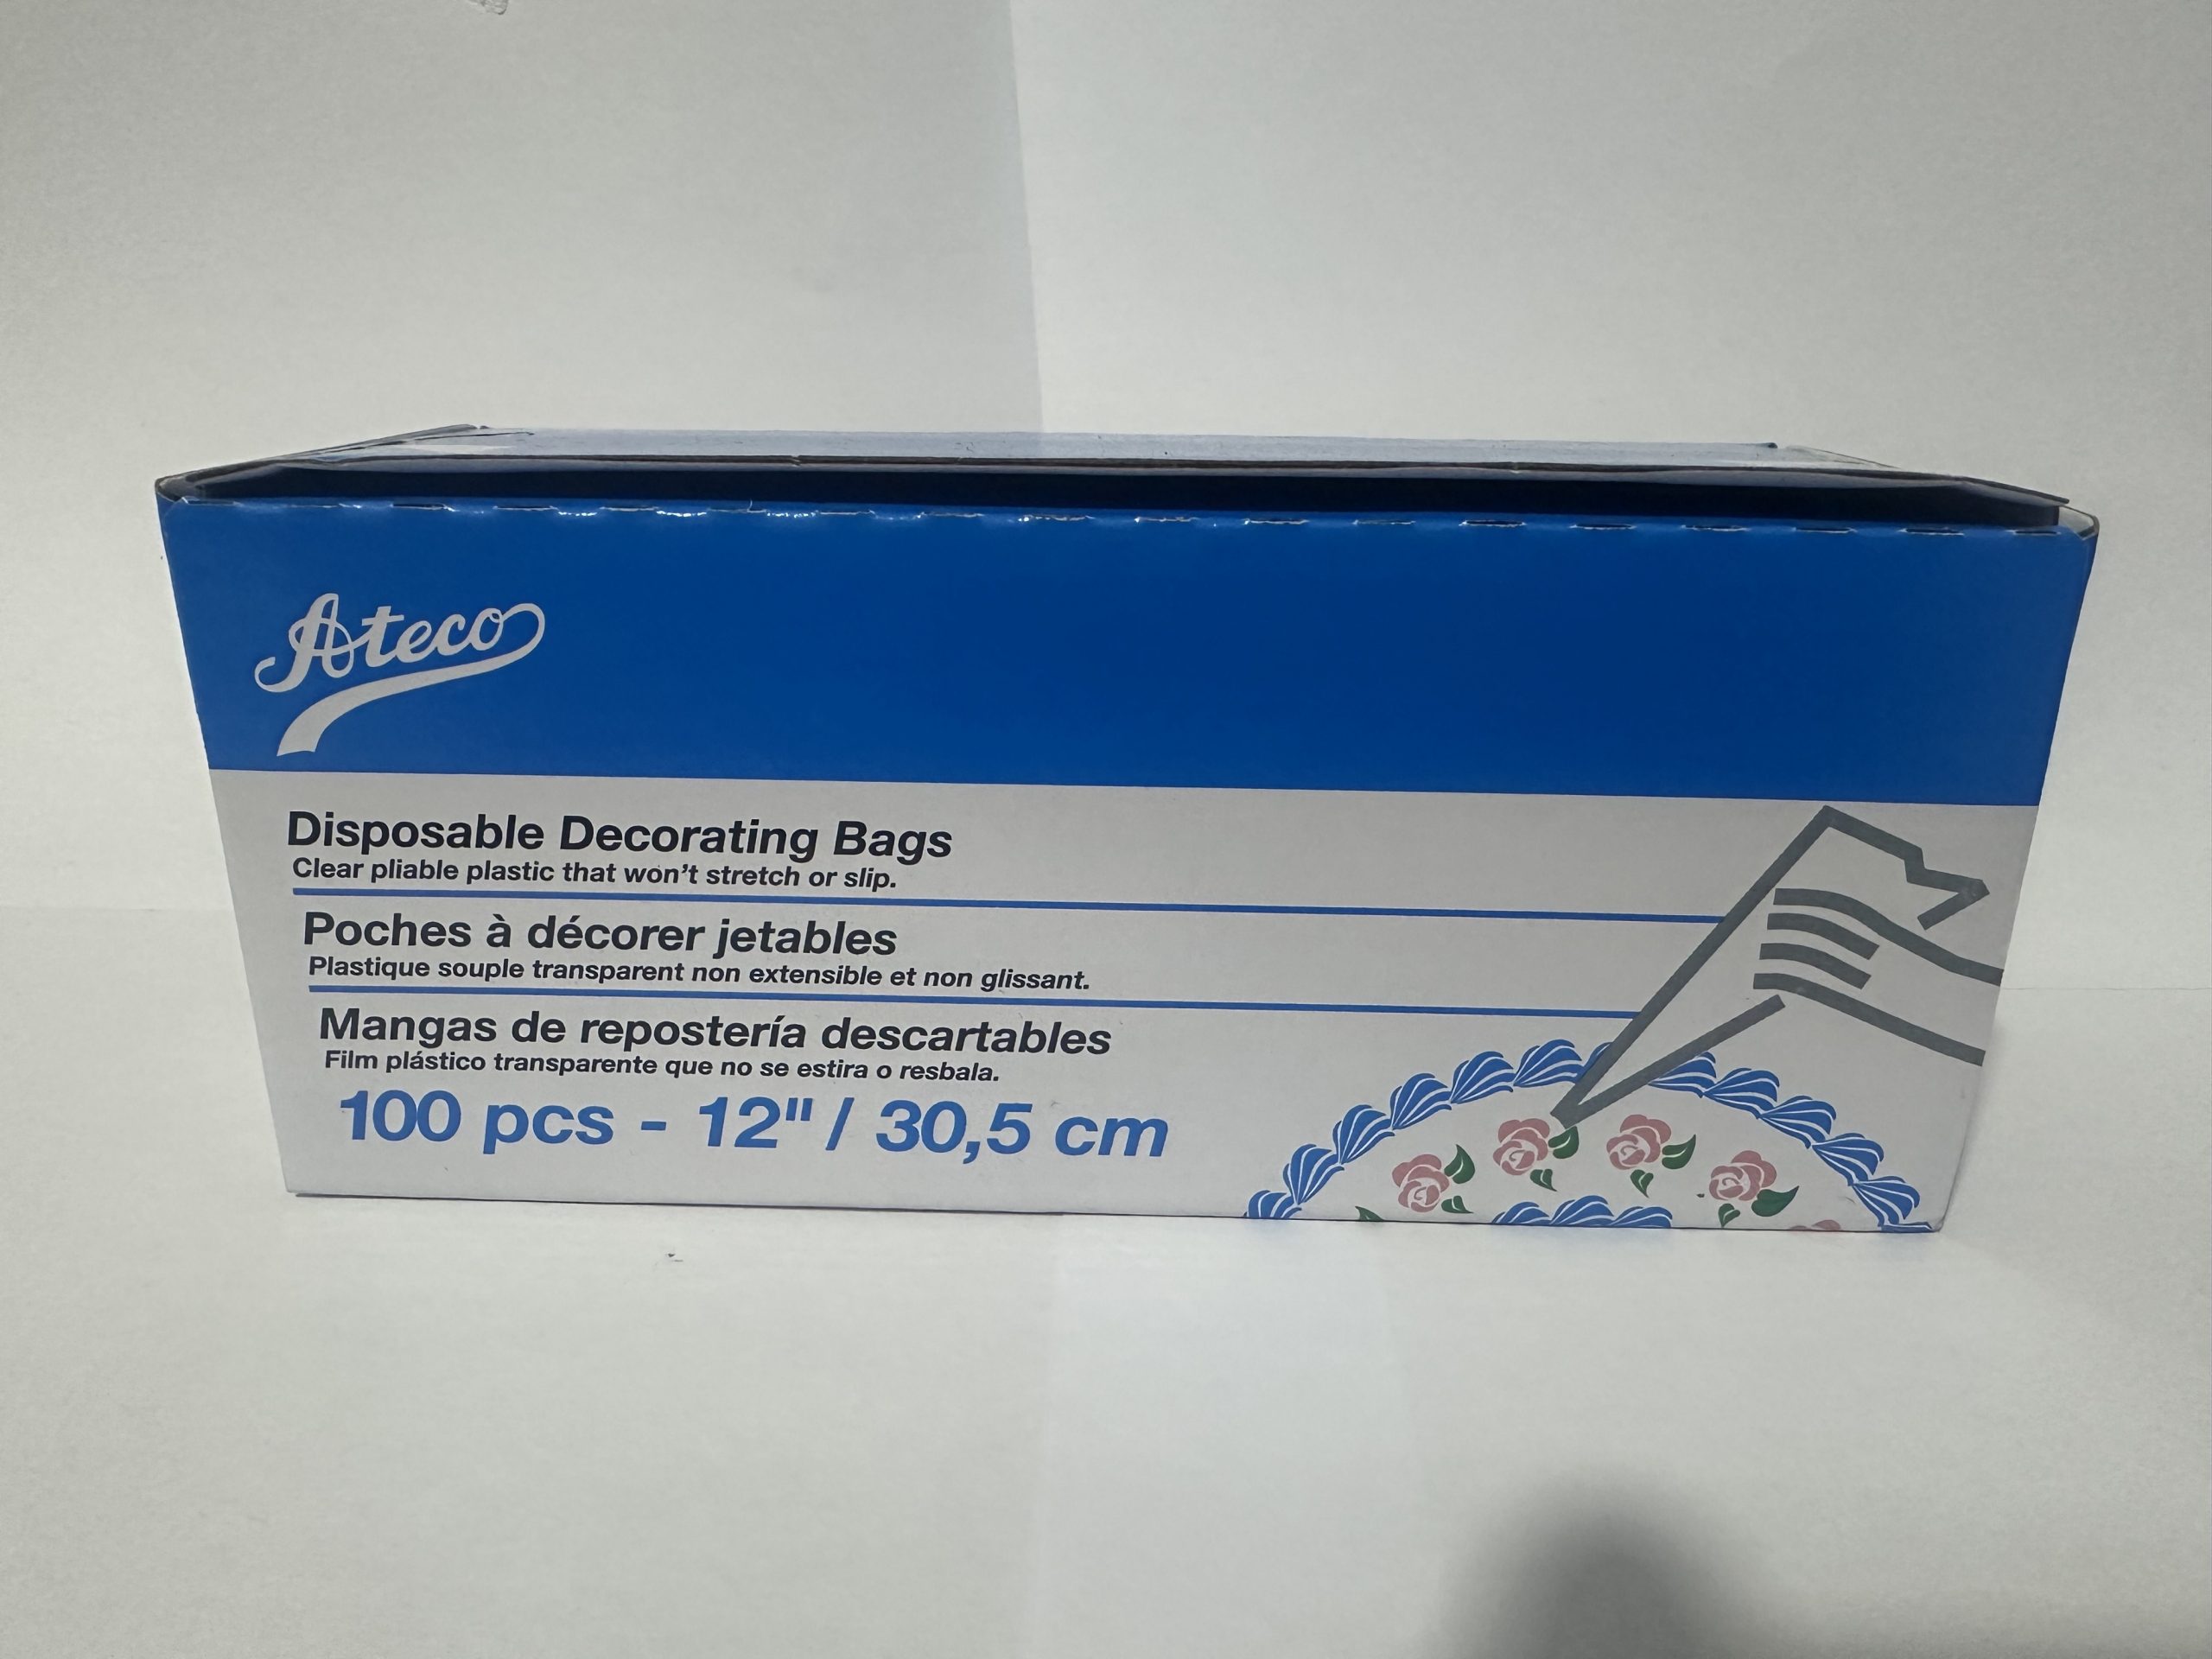 Ateco
Disposable Decorating Bags
Clear pliable plastic that won't stretch or slip.
Poches à décorer jetables
Plastique souple transparent non extensible et non glissant.
Mangas de repostería descartables
Film plástico transparente que no se estira o resbala.
100 pcs - 12" / 30,5 cm